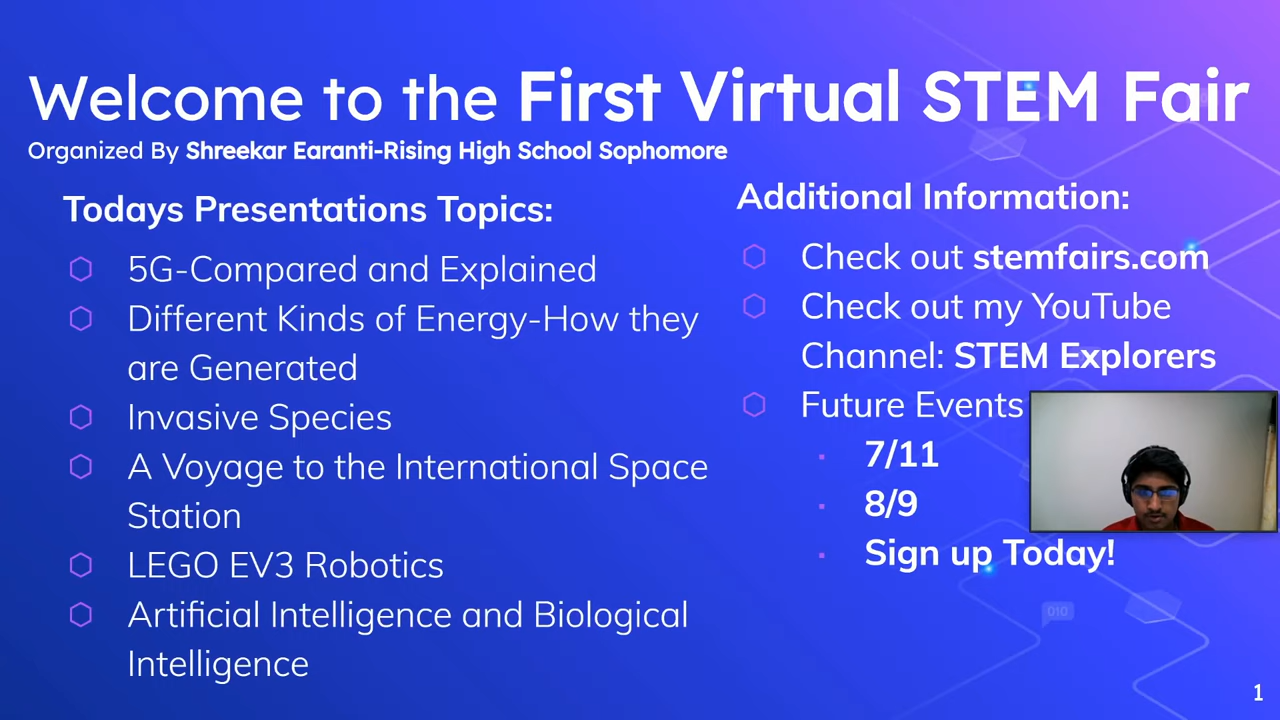 Welcome to the First Virtual STEM Fair
Organized By Shreekar Earanti-Rising High School Sophomore
Todays Presentations Topics:
5G-Compared and Explained
Different Kinds of Energy-How they
are Generated
Invasive Species
A Voyage to the International Space
Station
LEGO EV3 Robotics
Artificial Intelligence and Biological
Intelligence
Additional Information:
Check out stemfairs.com
Check out my YouTube
Channel: STEM Explorers
Future Events
7/11
8/9
Sign up Today!
010
1